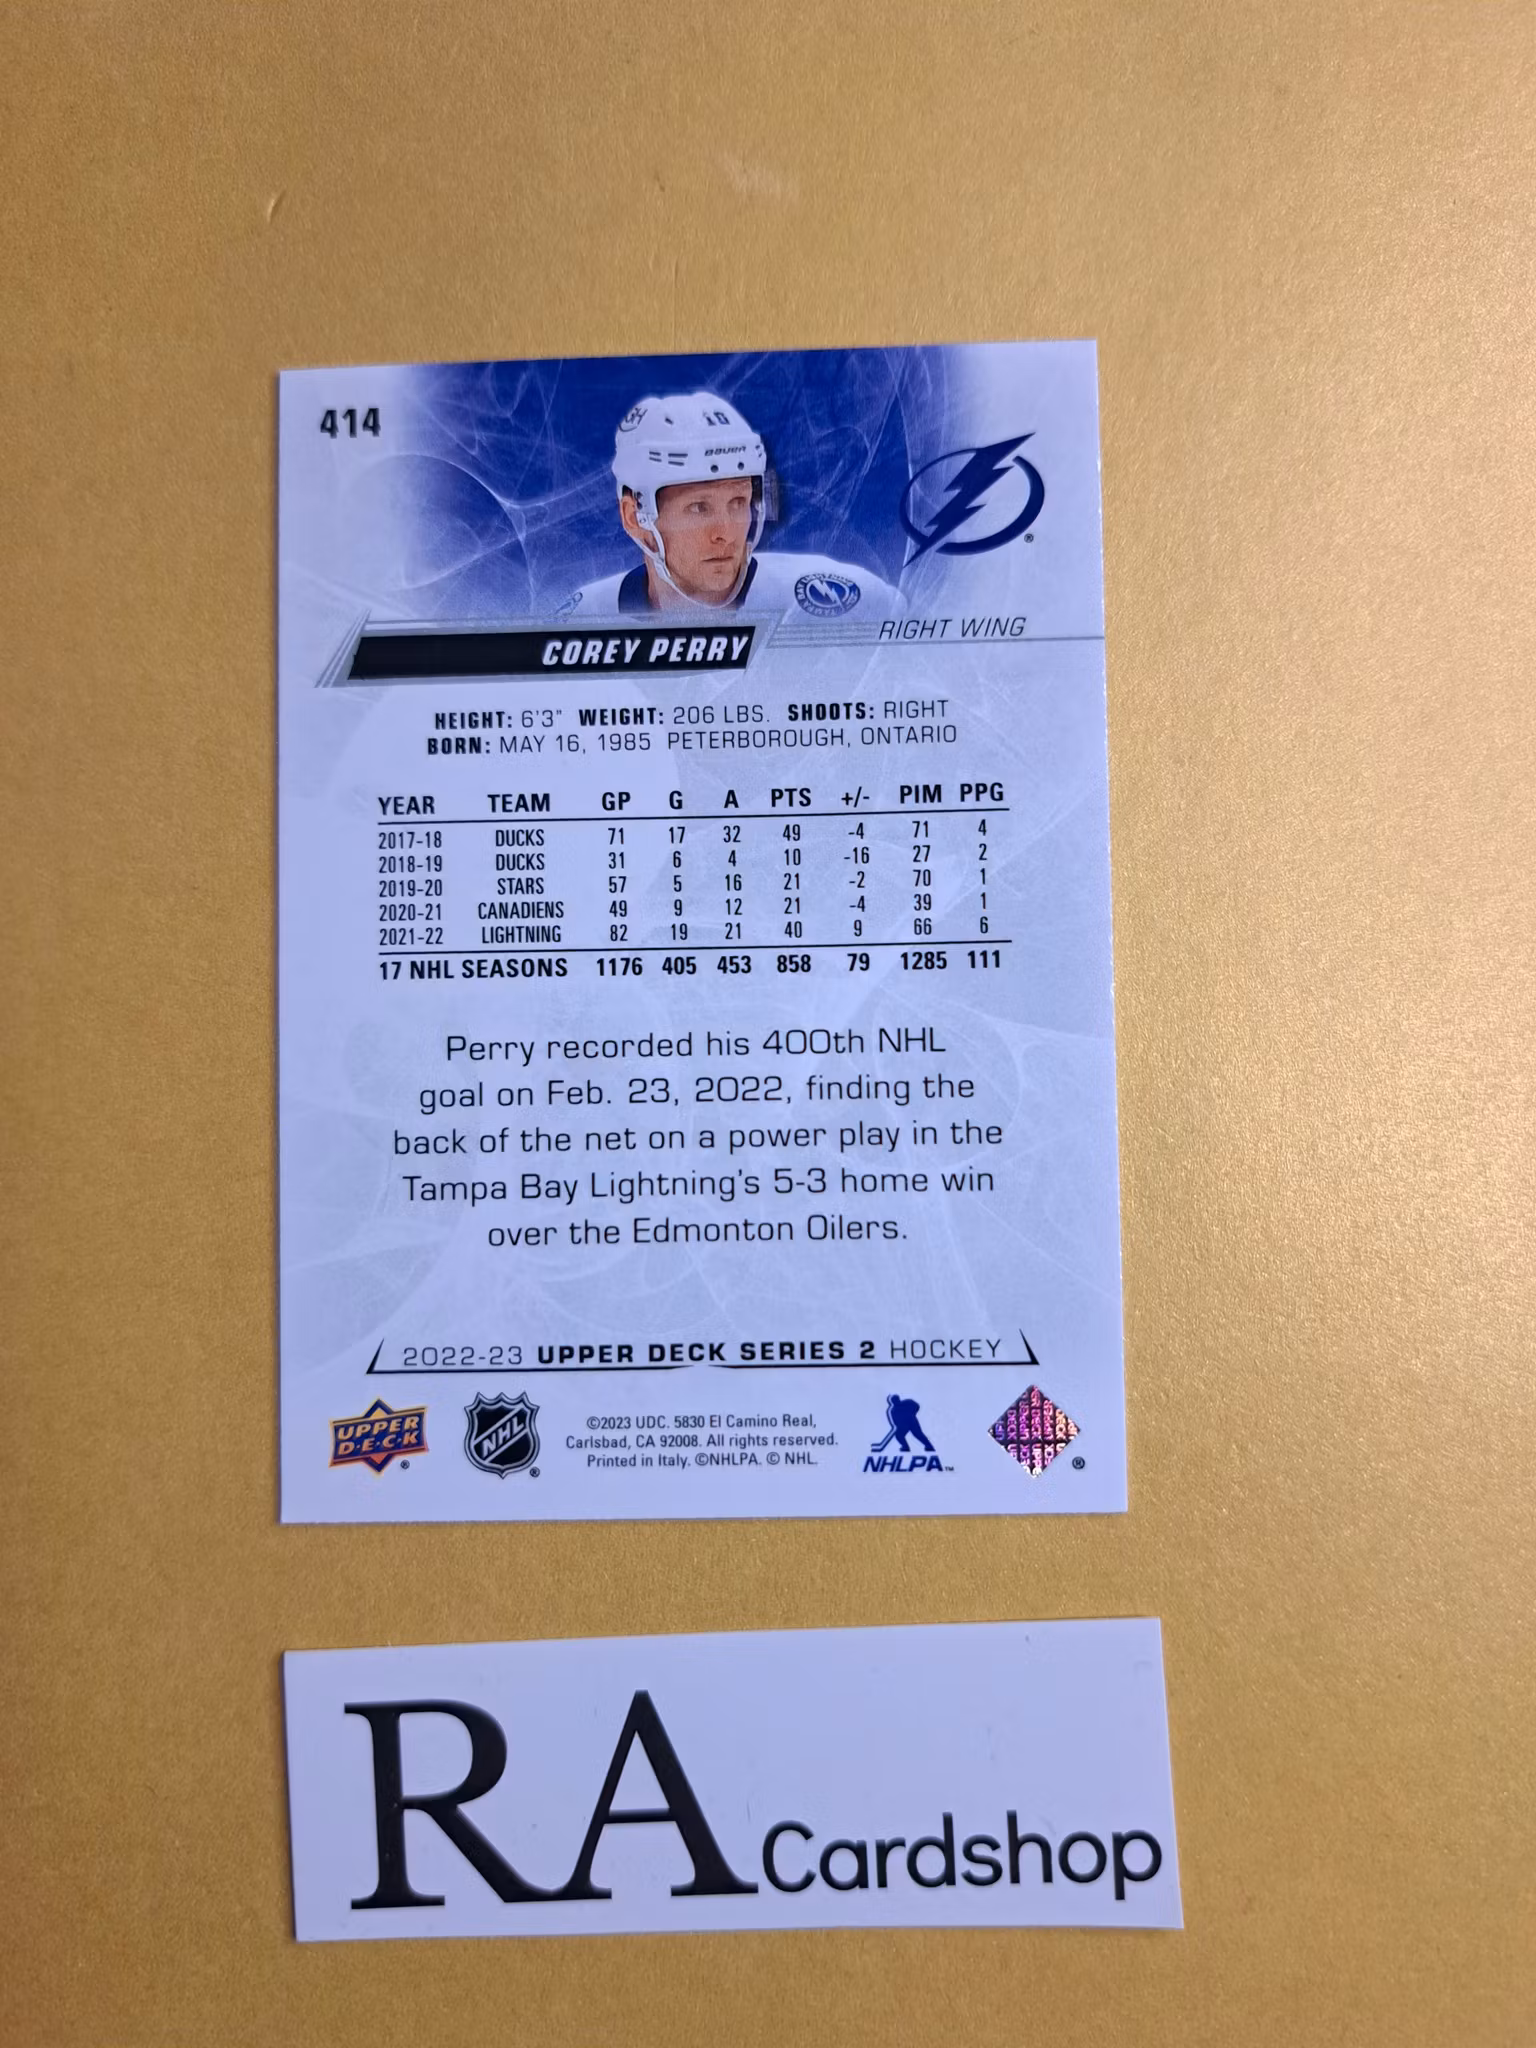 414
10
BAUER
RIGHT WING
COREY PERRY
HEIGHT: 6'3" WEIGHT: 206 LBS. SHOOTS: RIGHT
BORN: MAY 16, 1985 PETERBOROUGH, ONTARIO
YEAR TEAM GP G A PTS +/- PIM PPG
2017-18 DUCKS 71 17 32 49 -4 71 4
2018-19 DUCKS 31 6 4 10 -16 27 2
2019-20 STARS 57 5 16 21 -2 70 1
2020-21 CANADIENS 49 9 12 21 -4 39 1
2021-22 LIGHTNING 82 19 21 40 9 66 6
17 NHL SEASONS 1176 405 453 858 79 1285 111
Perry recorded his 400th NHL
goal on Feb. 23, 2022, finding the
back of the net on a power play in the
Tampa Bay Lightning's 5-3 home win
over the Edmonton Oilers.
2022-23 UPPER DECK SERIES 2 HOCKEY
UPPER
D·E·C·K
®
NHL
®
©2023 UDC. 5830 El Camino Real,
Carlsbad, CA 92008. All rights reserved.
Printed in Italy. ©NHLPA. © NHL.
NHLPA™
®
RA Cardshop